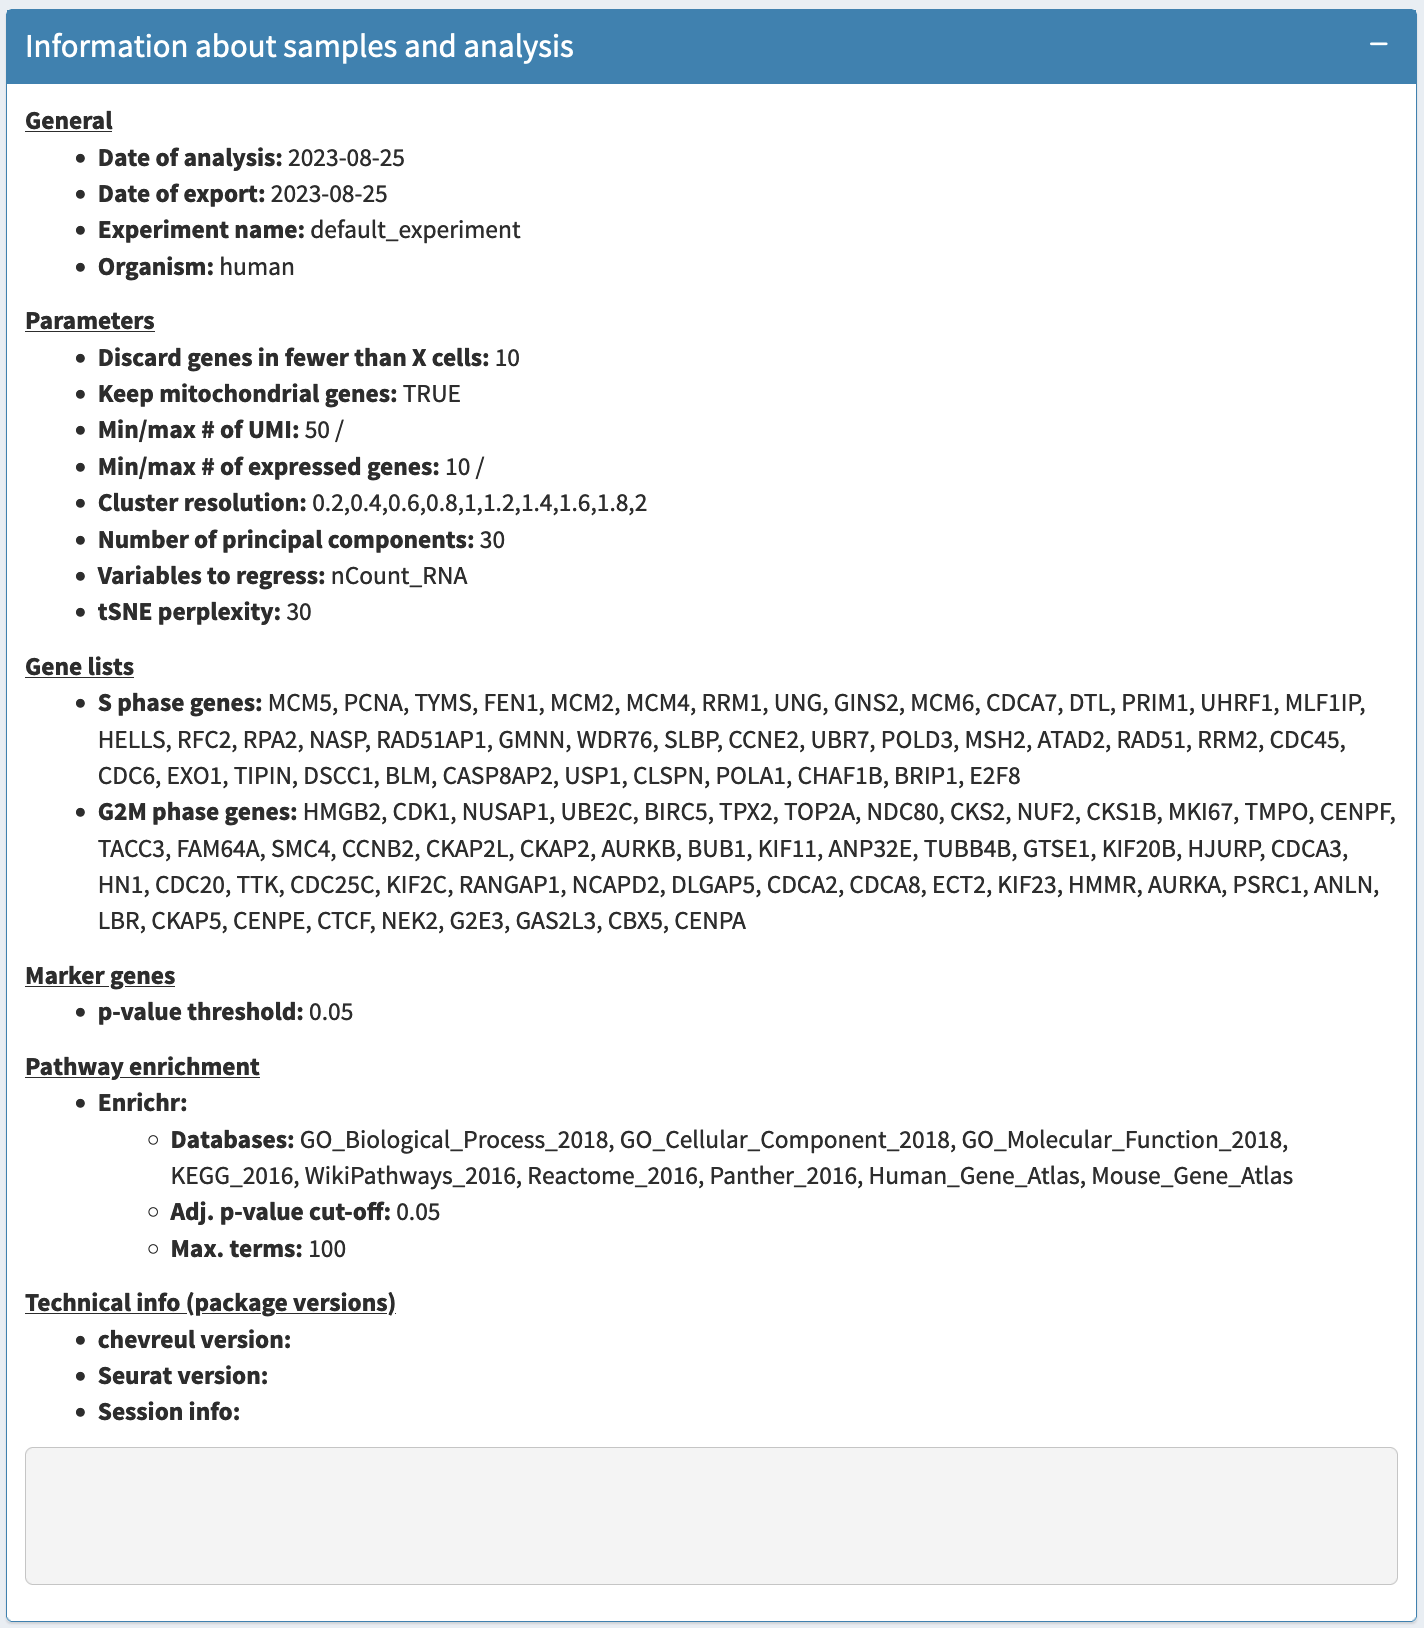 Information about samples and analysis
General
Date of analysis: 2023-08-25
Date of export: 2023-08-25
Experiment name: default_experiment
Organism: human
Parameters
Discard genes in fewer than X cells: 10
Keep mitochondrial genes: TRUE
Min/max # of UMI: 50 /
Min/max # of expressed genes: 10 /
Cluster resolution: 0.2,0.4,0.6,0.8,1,1.2,1.4,1.6,1.8,2
Number of principal components: 30
Variables to regress: nCount_RNA
tSNE perplexity: 30
Gene lists
S phase genes: MCM5, PCNA, TYMS, FEN1, MCM2, MCM4, RRM1, UNG, GINS2, MCM6, CDCA7, DTL, PRIM1, UHRF1, MLF1IP,
HELLS, RFC2, RPA2, NASP, RAD51AP1, GMNN, WDR76, SLBP, CCNE2, UBR7, POLD3, MSH2, ATAD2, RAD51, RRM2, CDC45,
CDC6, EXO1, TIPIN, DSCC1, BLM, CASP8AP2, USP1, CLSPN, POLA1, CHAF1B, BRIP1, E2F8
G2M phase genes: HMGB2, CDK1, NUSAP1, UBE2C, BIRC5, TPX2, TOP2A, NDC80, CKS2, NUF2, CKS1B, MKI67, TMPO, CENPF,
TACC3, FAM64A, SMC4, CCNB2, CKAP2L, CKAP2, AURKB, BUB1, KIF11, ANP32E, TUBB4B, GTSE1, KIF20B, HJURP, CDCA3,
HN1, CDC20, TTK, CDC25C, KIF2C, RANGAP1, NCAPD2, DLGAP5, CDCA2, CDCA8, ECT2, KIF23, HMMR, AURKA, PSRC1, ANLN,
LBR, CKAP5, CENPE, CTCF, NEK2, G2E3, GAS2L3, CBX5, CENPA
Marker genes
p-value threshold: 0.05
Pathway enrichment
Enrichr:
Databases: GO_Biological_Process_2018, GO_Cellular_Component_2018, GO_Molecular_Function_2018,
KEGG_2016, WikiPathways_2016, Reactome_2016, Panther_2016, Human_Gene_Atlas, Mouse_Gene_Atlas
Adj. p-value cut-off: 0.05
Max. terms: 100
Technical info (package versions)
chevreul version:
Seurat version:
Session info: